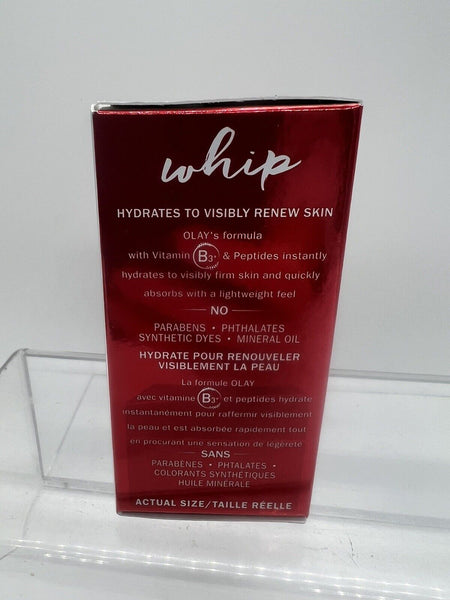 whip
HYDRATES TO VISIBLY RENEW SKIN
OLAY's formula
with Vitamin B3+ & Peptides instantly
hydrates to visibly firm skin and quickly
absorbs with a lightweight feel
NO
PARABENS • PHTHALATES
SYNTHETIC DYES • MINERAL OIL
HYDRATE POUR RENOUVELER
VISIBLEMENT LA PEAU
La formule OLAY
avec vitamine B3+ et peptides hydrate
instantanément pour raffermir visiblement
la peau et est absorbée rapidement tout
en procurant une sensation de légèreté
SANS
PARABÈNES • PHTALATES •
COLORANTS SYNTHÉTIQUES
HUILE MINÉRALE
ACTUAL SIZE/TAILLE RÉELLE